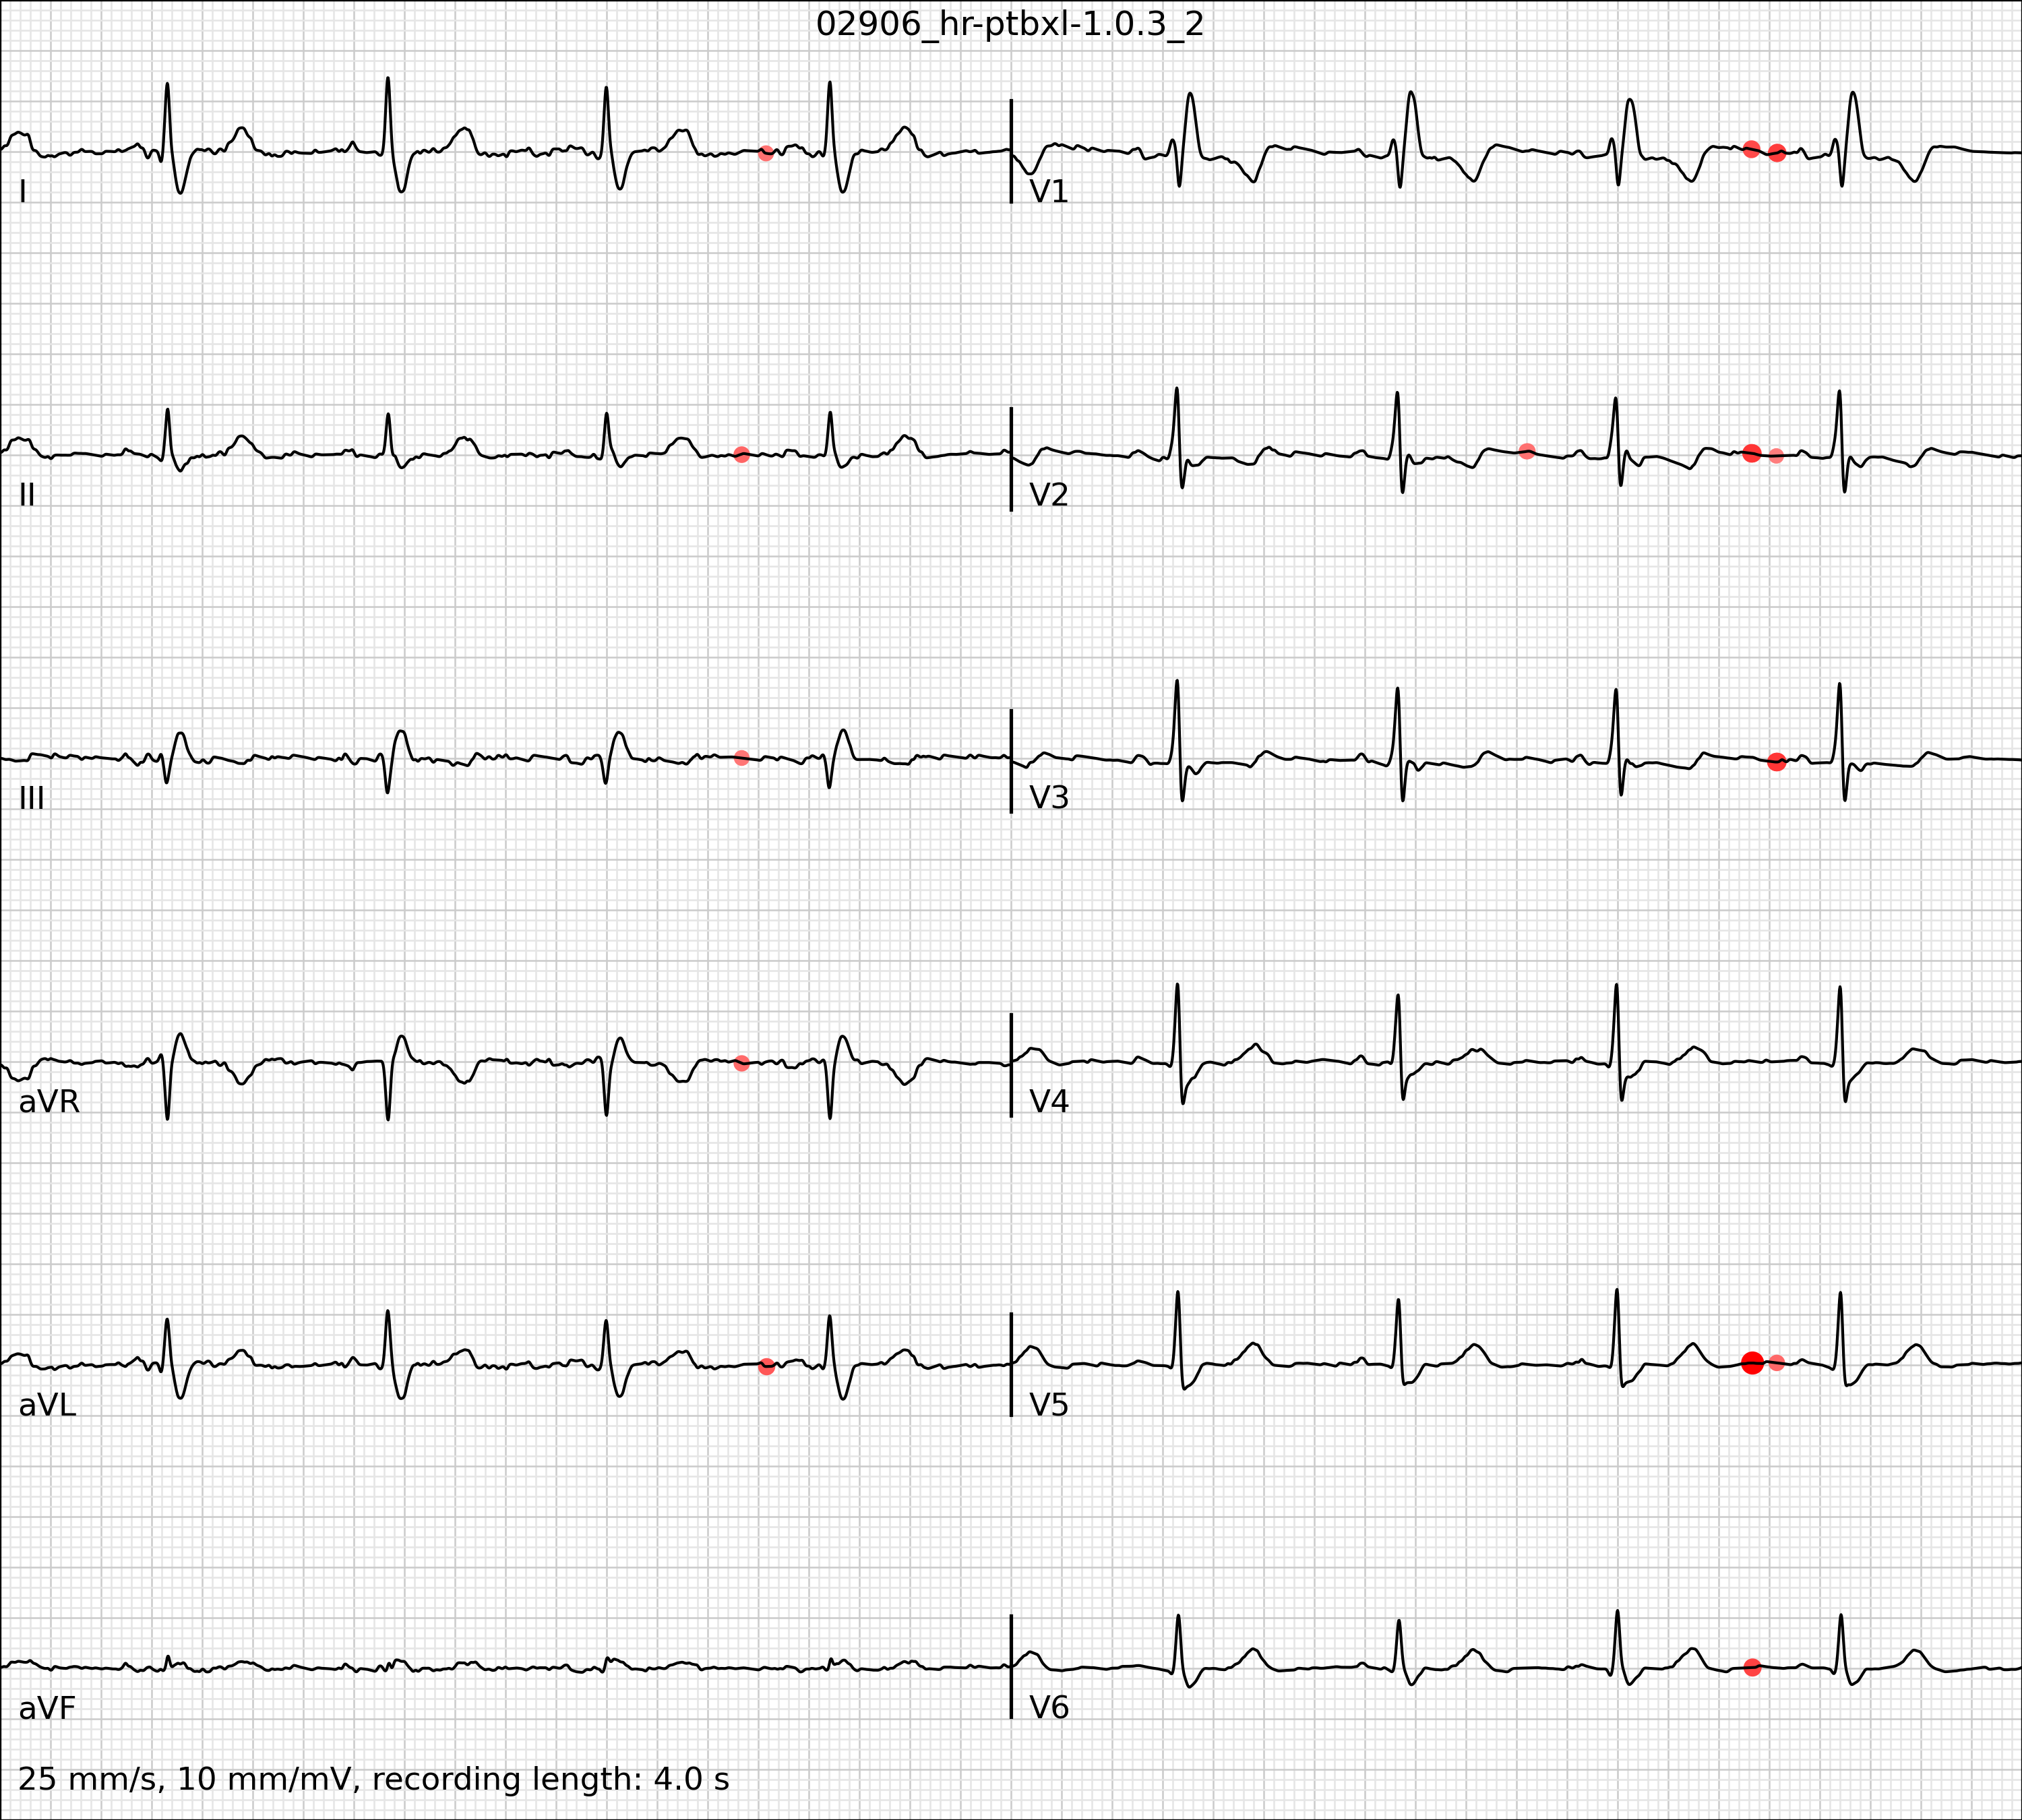 02906_hr-ptbxl-1.0.3_2
I
V1
II
V2
III
V3
aVR
V4
aVL
V5
aVF
V6
25 mm/s, 10 mm/mV, recording length: 4.0 s